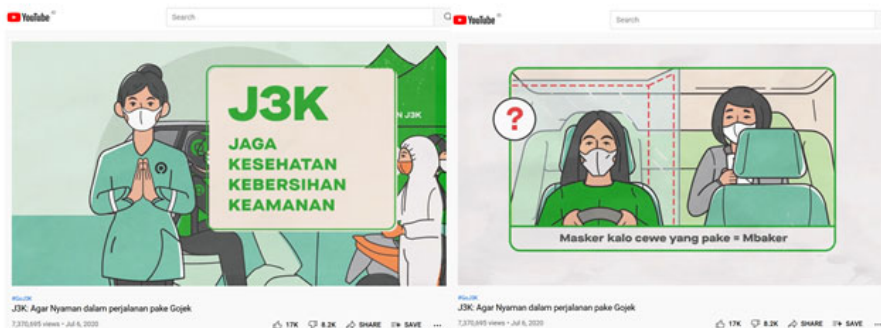 YouTube
Search
J3K
N J3K
JAGA
KESEHATAN
KEBERSIHAN
KEAMANAN
#GoJ3K
J3K: Agar Nyaman dalam perjalanan pake Gojek
7,370,695 views • Jul 6, 2020
17K
8.2K
SHARE
SAVE
YouTube
Search
?
Masker kalo cewe yang pake = Mbaker
#GoJ3K
J3K: Agar Nyaman dalam perjalanan pake Gojek
7,370,695 views • Jul 6, 2020
17K
8.2K
SHARE
SAVE